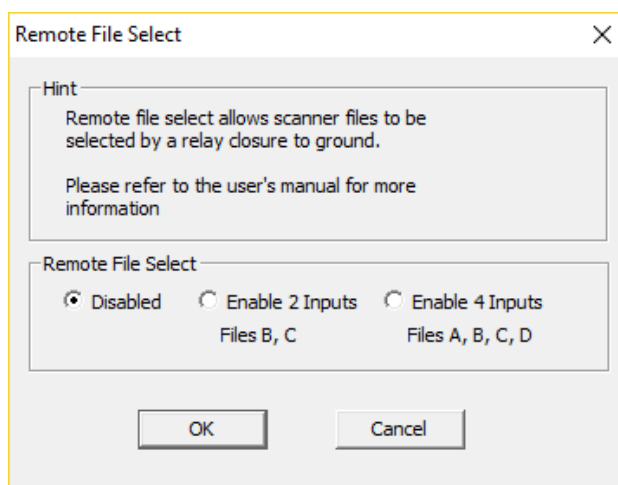 Remote File Select
Hint
Remote file select allows scanner files to be
selected by a relay closure to ground.
Please refer to the user's manual for more
information
Remote File Select
Disabled Enable 2 Inputs Enable 4 Inputs
Files B, C Files A, B, C, D
OK Cancel